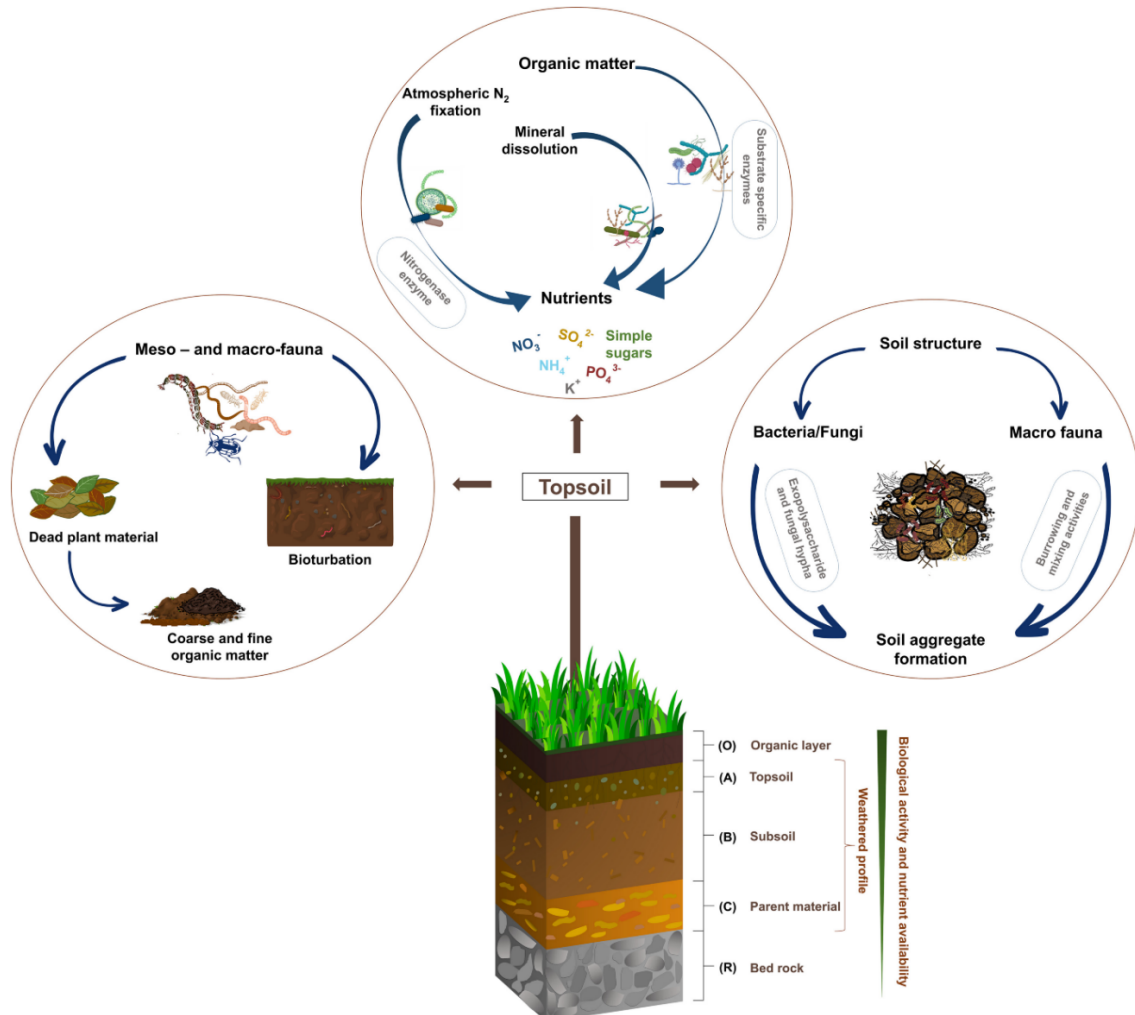 Organic matter
Atmospheric N₂
fixation
Mineral
dissolution
Substrate specific
enzymes
Nitrogenase
enzyme
Nutrients
NO₃⁻
SO₄²⁻
Simple
sugars
NH₄⁺
PO₄³⁻
K⁺
Meso – and macro-fauna
Dead plant material
Bioturbation
Coarse and fine
organic matter
Topsoil
Soil structure
Bacteria/Fungi
Macro fauna
Exopolysaccharide
and fungal hypha
Burrowing and
mixing activities
Soil aggregate
formation
(O) Organic layer
(A) Topsoil
(B) Subsoil
(C) Parent material
(R) Bed rock
Weathered profile
Biological activity and nutrient availability